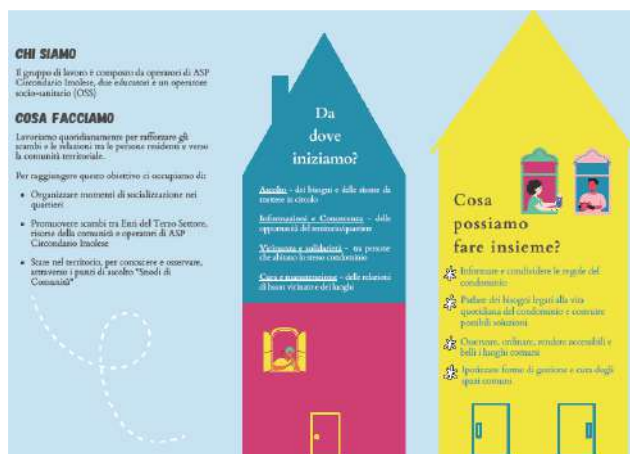 CHI SIAMO
Il gruppo di lavoro è composto da operatori di ASP
Circondario Imolese, due educatori e un operatore
socio-sanitario (OSS)
COSA FACCIAMO
Lavoriamo quotidianamente per rafforzare gli
scambi e le relazioni tra le persone residenti e verso
la comunità territoriale.
Per raggiungere questo obiettivo ci occupiamo di:
• Organizzare momenti di socializzazione nei
quartieri
• Promuovere scambi tra Enti del Terzo Settore,
risorse della comunità e operatori di ASP
Circondario Imolese
• Stare nel territorio, per conoscere e osservare,
attraverso i punti di ascolto "Snodi di
Comunità"
Da
dove
iniziamo?
Ascolto - dei bisogni e delle risorse da
mettere in circolo
Informazioni e Conoscenza - delle
opportunità del territorio/quartiere
Vicinanza e solidarietà - tra persone
che abitano lo stesso condominio
Cura e manutenzione - delle relazioni
di buon vicinato e dei luoghi
Cosa
possiamo
fare insieme?
Informare e condividere le regole del
condominio
Parlare dei bisogni legati alla vita
quotidiana del condominio e costruire
possibili soluzioni
Osservare, ordinare, rendere accessibili e
belli i luoghi comuni
Ipotizzare forme di gestione e cura degli
spazi comuni